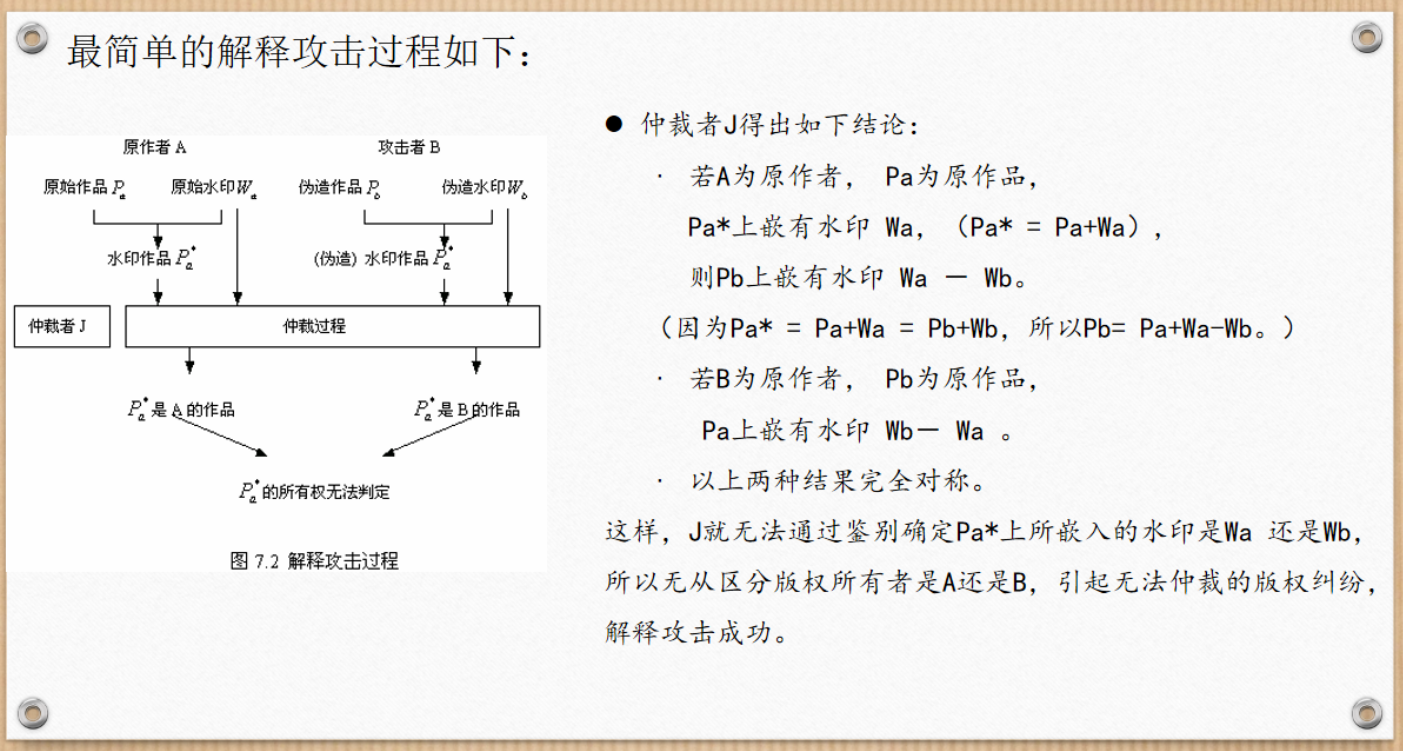 最简单的解释攻击过程如下：
原作者 A 攻击者 B
原始作品 Pa 原始水印 Wa 伪造作品 Pb 伪造水印 Wb
水印作品 Pa* (伪造) 水印作品 Pa*
仲裁者 J 仲裁过程
Pa*是 A 的作品 Pa*是 B 的作品
Pa*的所有权无法判定
图 7.2 解释攻击过程
● 仲裁者J得出如下结论：
· 若A为原作者， Pa为原作品，
Pa*上嵌有水印 Wa，（Pa* = Pa+Wa），
则Pb上嵌有水印 Wa － Wb。
（因为Pa* = Pa+Wa = Pb+Wb，所以Pb= Pa+Wa-Wb。）
· 若B为原作者， Pb为原作品，
Pa上嵌有水印 Wb－ Wa 。
· 以上两种结果完全对称。
这样，J就无法通过鉴别确定Pa*上所嵌入的水印是Wa 还是Wb，
所以无从区分版权所有者是A还是B，引起无法仲裁的版权纠纷，
解释攻击成功。